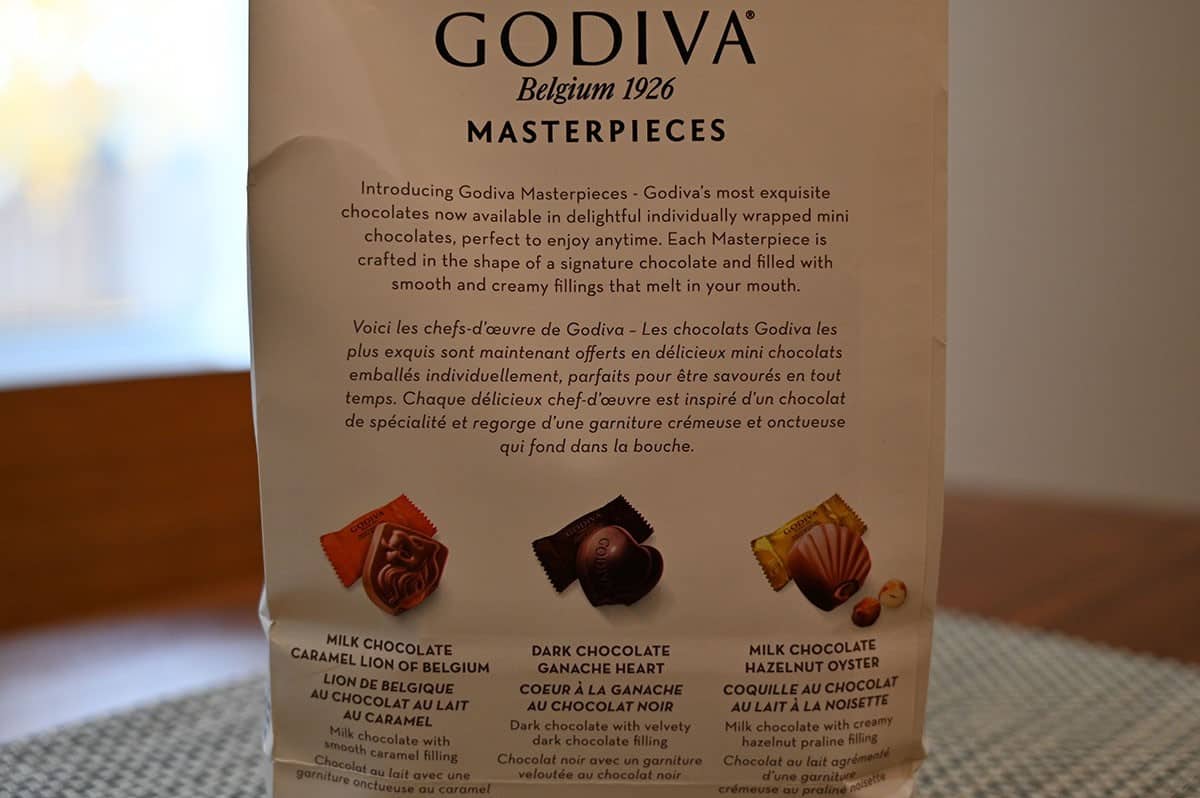 GODIVA®
Belgium 1926
MASTERPIECES
Introducing Godiva Masterpieces - Godiva's most exquisite
chocolates now available in delightful individually wrapped mini
chocolates, perfect to enjoy anytime. Each Masterpiece is
crafted in the shape of a signature chocolate and filled with
smooth and creamy fillings that melt in your mouth.
Voici les chefs-d'œuvre de Godiva – Les chocolats Godiva les
plus exquis sont maintenant offerts en délicieux mini chocolats
emballés individuellement, parfaits pour être savourés en tout
temps. Chaque délicieux chef-d'œuvre est inspiré d'un chocolat
de spécialité et regorge d'une garniture crémeuse et onctueuse
qui fond dans la bouche.
GODIVA
GODIVA
GODIVA
GODIVA
MILK CHOCOLATE
CARAMEL LION OF BELGIUM
LION DE BELGIQUE
AU CHOCOLAT AU LAIT
AU CARAMEL
Milk chocolate with
smooth caramel filling
Chocolat au lait avec une
garniture onctueuse au caramel
DARK CHOCOLATE
GANACHE HEART
COEUR À LA GANACHE
AU CHOCOLAT NOIR
Dark chocolate with velvety
dark chocolate filling
Chocolat noir avec un garniture
veloutée au chocolat noir
MILK CHOCOLATE
HAZELNUT OYSTER
COQUILLE AU CHOCOLAT
AU LAIT À LA NOISETTE
Milk chocolate with creamy
hazelnut praline filling
Chocolat au lait agrémenté
d'une garniture
crémeuse au praliné noisette